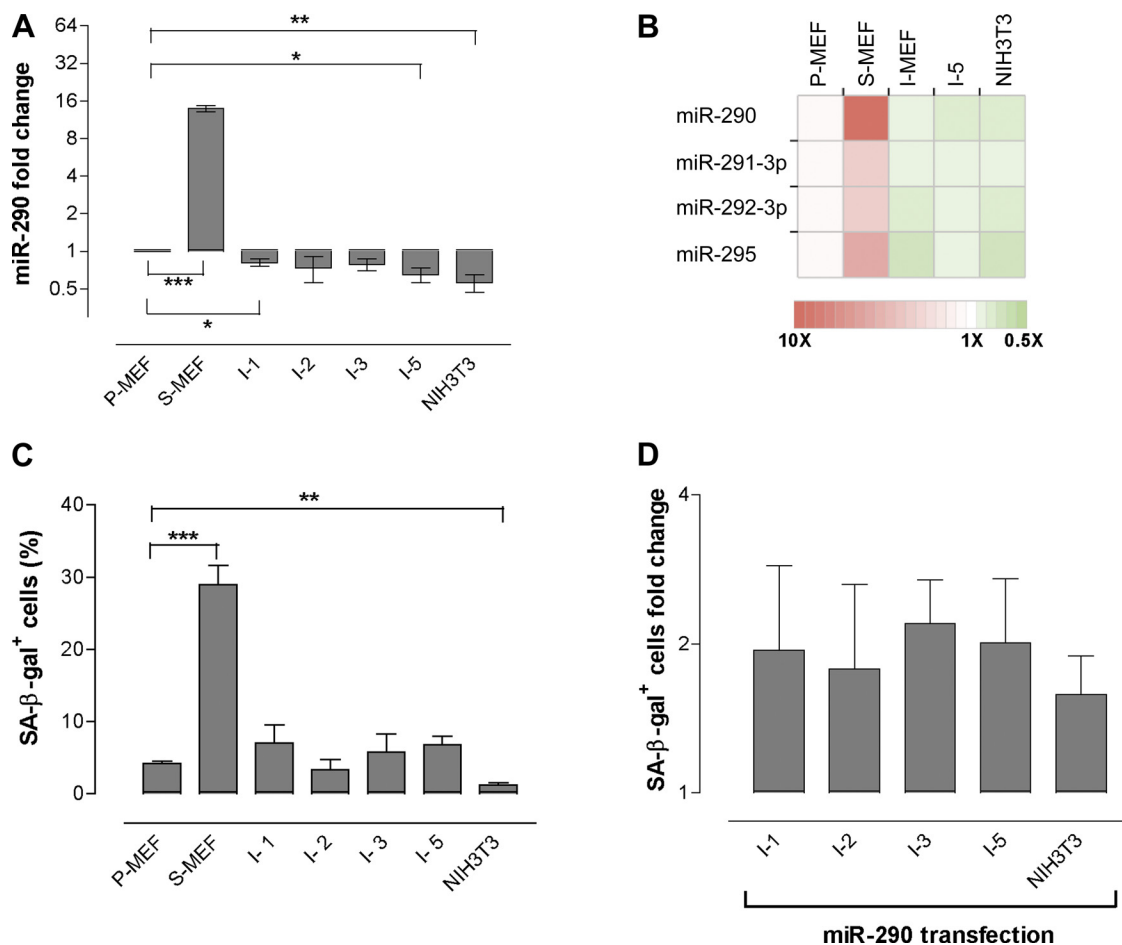 A
miR-290 fold change
64
32
16
8
4
2
1
0.5
**
*
***
*
P-MEF
S-MEF
I-1
I-2
I-3
I-5
NIH3T3
B
P-MEF
S-MEF
I-MEF
I-5
NIH3T3
miR-290
miR-291-3p
miR-292-3p
miR-295
10X
1X
0.5X
C
SA-β-gal+ cells (%)
40
30
20
10
0
**
***
P-MEF
S-MEF
I- 1
I- 2
I- 3
I- 5
NIH3T3
D
SA-β-gal+ cells fold change
4
2
1
I-1
I-2
I-3
I-5
NIH3T3
miR-290 transfection